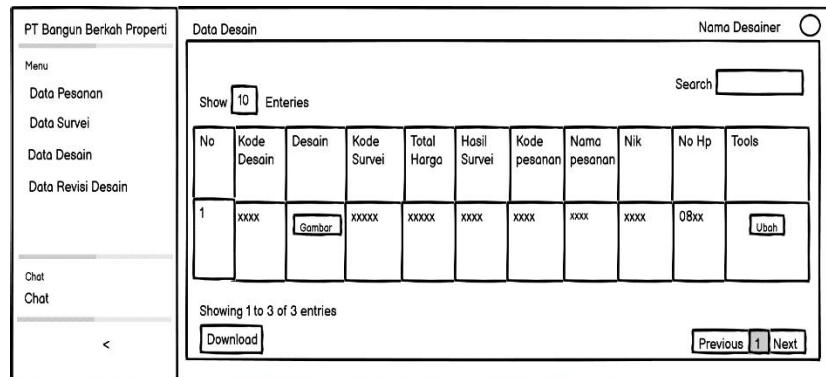 PT Bangun Berkah Properti
Data Desain
Nama Desainer
Menu
Data Pesanan
Data Survei
Data Desain
Data Revisi Desain
Chat
Chat
<
Search
Show 10 Enteries
No Kode Desain Desain Kode Survei Total Harga Hasil Survei Kode pesanan Nama pesanan Nik No Hp Tools
1 xxxx Gambar xxxxx xxxxx xxxx xxxx xxxx xxxx 08xx Ubah
Showing 1 to 3 of 3 entries
Download
Previous 1 Next